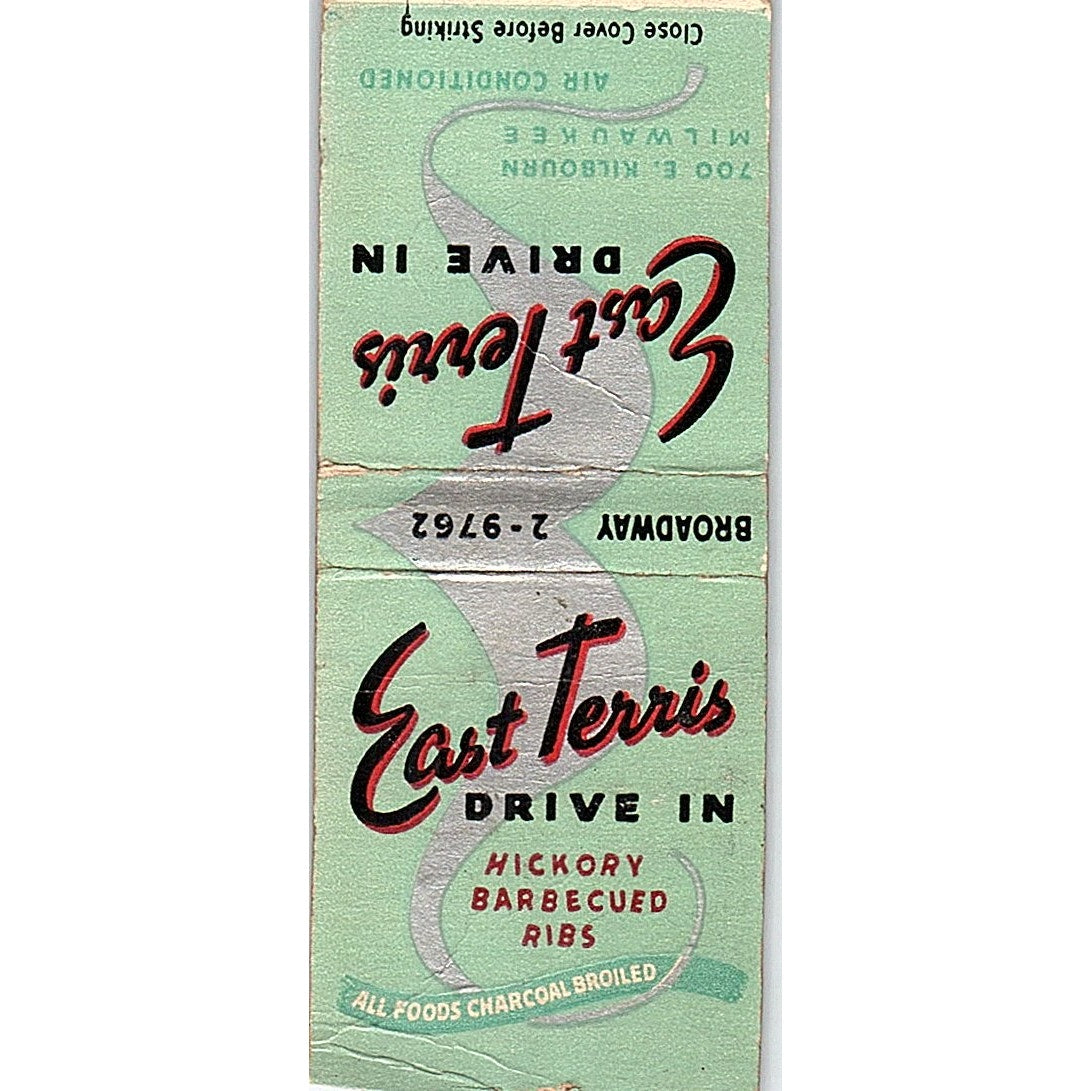 East Terris
DRIVE IN
HICKORY
BARBECUED
RIBS
ALL FOODS CHARCOAL BROILED
BROADWAY 2-9762
East Terris
DRIVE IN
700 E. KILBOURN
MILWAUKEE
AIR CONDITIONED
Close Cover Before Striking